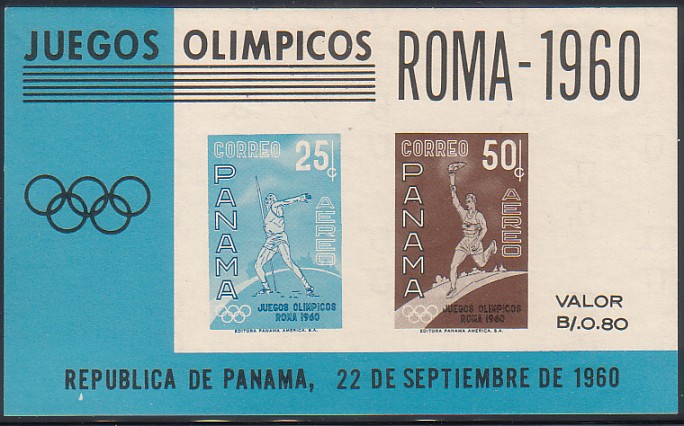 JUEGOS OLIMPICOS ROMA-1960
CORREO 25¢
PANAMA
AEREO
JUEGOS OLIMPICOS
ROMA 1960
EDITORA PANAMA AMERICA, S.A.
CORREO 50¢
PANAMA
AEREO
JUEGOS OLIMPICOS
ROMA 1960
EDITORA PANAMA AMERICA, S.A.
VALOR
B/.0.80
REPUBLICA DE PANAMA, 22 DE SEPTIEMBRE DE 1960